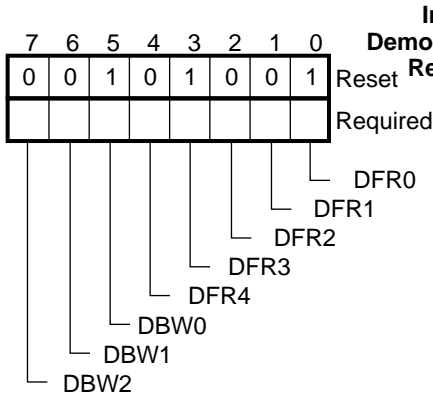 In
Demo
Re
7 6 5 4 3 2 1 0
0 0 1 0 1 0 0 1 Reset
Required
DFR0
DFR1
DFR2
DFR3
DFR4
DBW0
DBW1
DBW2